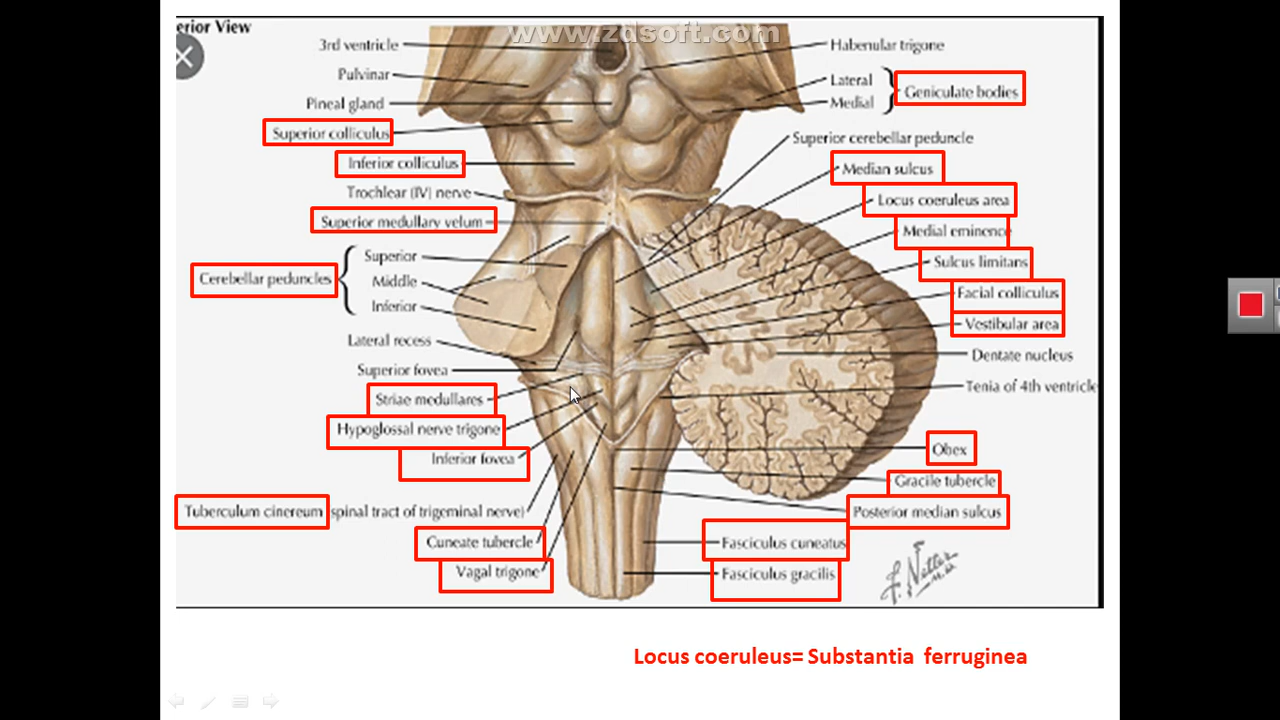 erior View
www.zdsoft.com
3rd ventricle
Pulvinar
Pineal gland
Superior colliculus
Inferior colliculus
Trochlear (IV) nerve
Superior medullary velum
Superior
Cerebellar peduncles
Middle
Inferior
Lateral recess
Superior fovea
Striae medullares
Hypoglossal nerve trigone
Inferior fovea
Tuberculum cinereum (spinal tract of trigeminal nerve)
Cuneate tubercle
Vagal trigone
Habenular trigone
Lateral
Geniculate bodies
Medial
Superior cerebellar peduncle
Median sulcus
Locus coeruleus area
Medial eminence
Sulcus limitans
Facial colliculus
Vestibular area
Dentate nucleus
Tenia of 4th ventricle
Obex
Gracile tubercle
Posterior median sulcus
Fasciculus cuneatus
Fasciculus gracilis
F. Netter
M.D.
Locus coeruleus= Substantia ferruginea